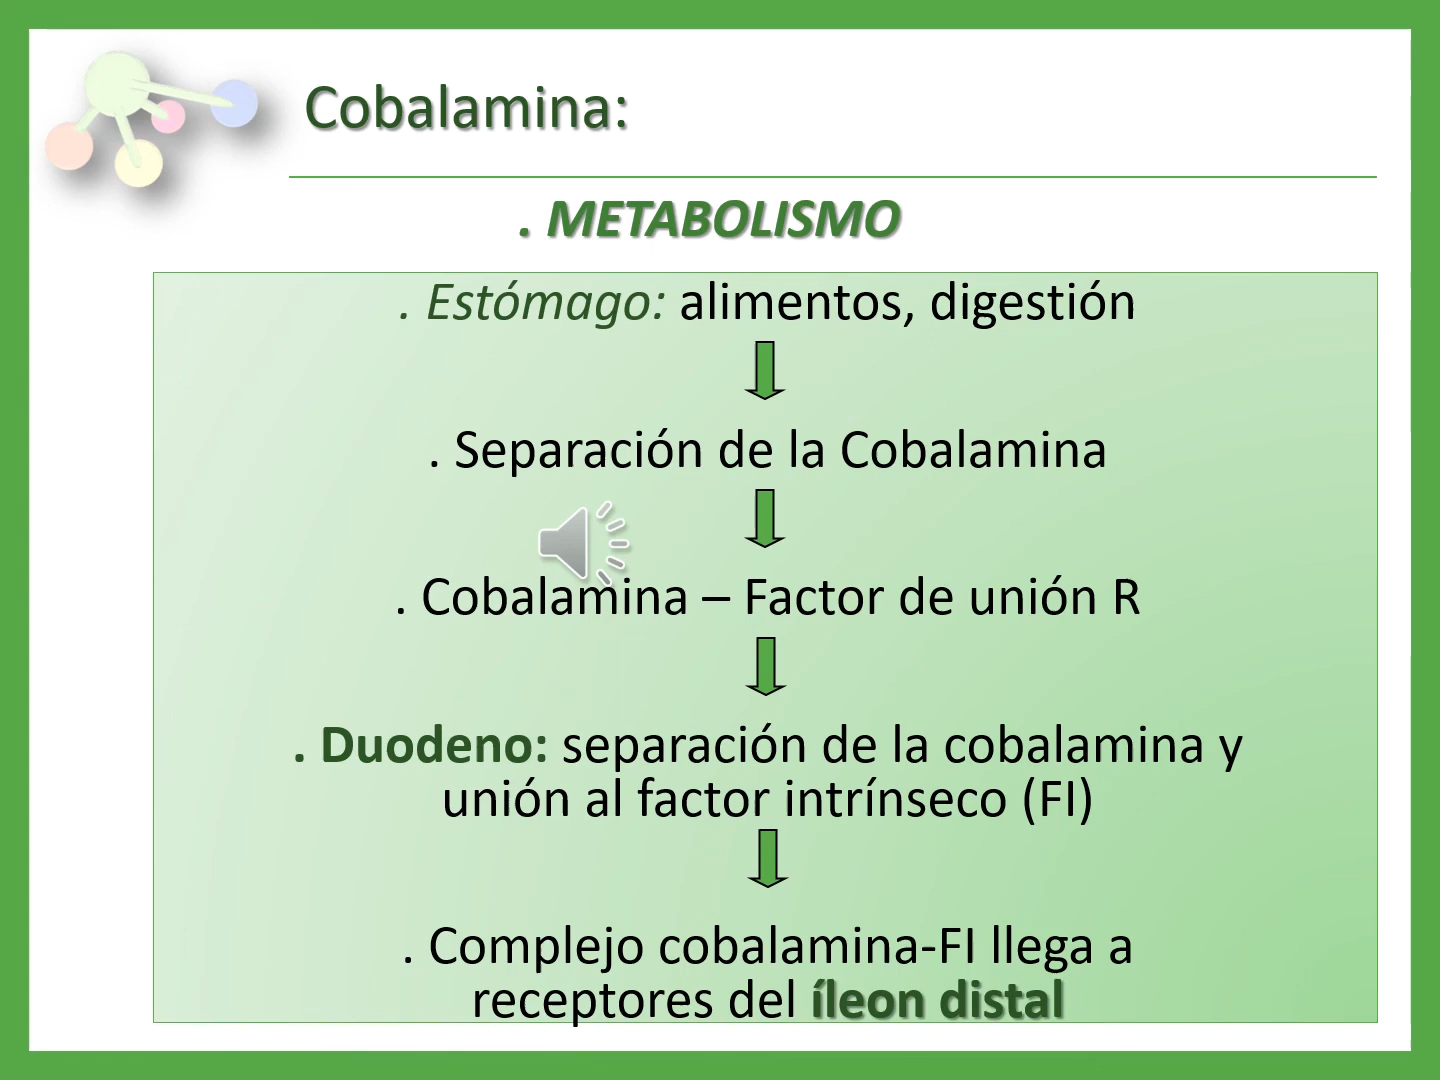 Cobalamina:
. METABOLISMO
. Estómago: alimentos, digestión
. Separación de la Cobalamina
. Cobalamina – Factor de unión R
. Duodeno: separación de la cobalamina y
unión al factor intrínseco (FI)
. Complejo cobalamina-FI llega a
receptores del íleon distal